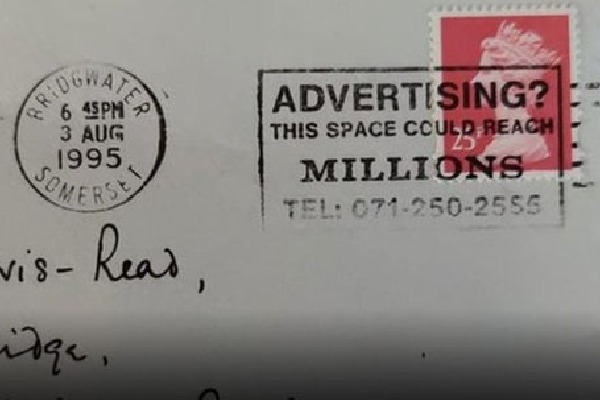 BRIDGWATER
6 45PM
3 AUG
1995
SOMERSET
ADVERTISING?
THIS SPACE COULD REACH
MILLIONS
TEL: 071-250-2555
25
vis-Read,
idge,